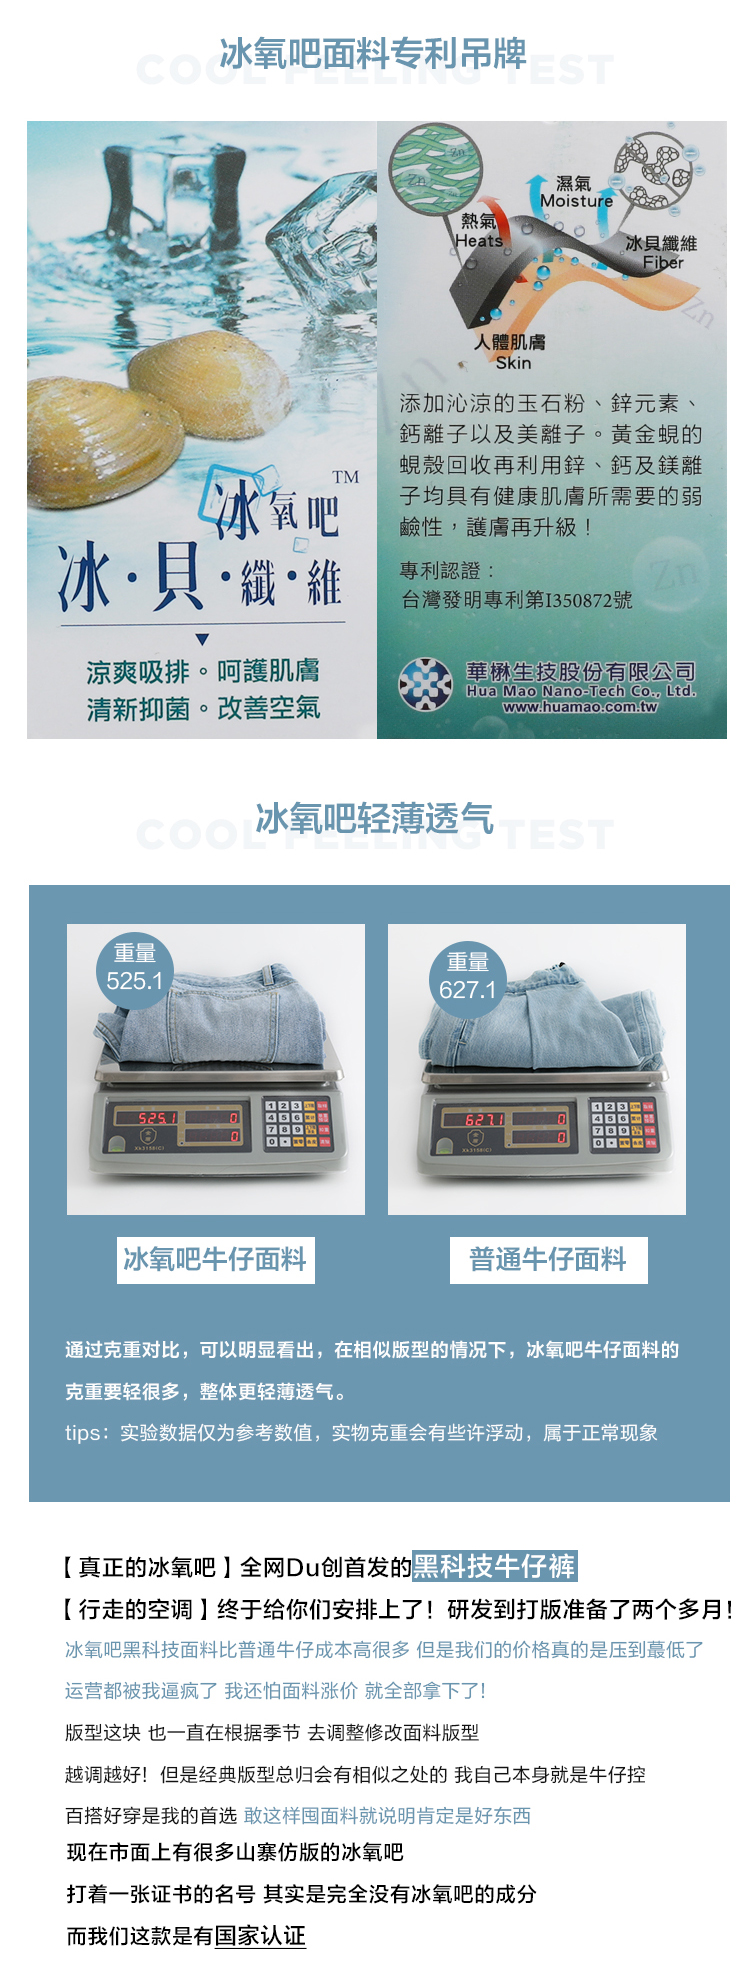 COOL FEELING TEST
冰氧吧面料专利吊牌
冰氧吧
TM
冰·貝·纖·維
涼爽吸排。呵護肌膚
清新抑菌。改善空氣
Zn
Zn
濕氣
Moisture
熱氣
Heats
冰貝纖維
Fiber
Zn
人體肌膚
Skin
Zn
添加沁涼的玉石粉、鋅元素、
鈣離子以及美離子。黃金蜆的
蜆殼回收再利用鋅、鈣及鎂離
子均具有健康肌膚所需要的弱
鹼性，護膚再升級！
專利認證：
Zn
台灣發明專利第I350872號
華楙生技股份有限公司
Hua Mao Nano-Tech Co., Ltd.
www.huamao.com.tw
COOL FEELING TEST
冰氧吧轻薄透气
重量
525.1
重量
627.1
525.1 0
0
627.1 0
0
冰氧吧牛仔面料
普通牛仔面料
通过克重对比，可以明显看出，在相似版型的情况下，冰氧吧牛仔面料的
克重要轻很多，整体更轻薄透气。
tips：实验数据仅为参考数值，实物克重会有些许浮动，属于正常现象
【真正的冰氧吧】全网Du创首发的黑科技牛仔裤
【行走的空调】终于给你们安排上了！研发到打版准备了两个多月！
冰氧吧黑科技面料比普通牛仔成本高很多 但是我们的价格真的是压到蕞低了
运营都被我逼疯了 我还怕面料涨价 就全部拿下了!
版型这块 也一直在根据季节 去调整修改面料版型
越调越好！但是经典版型总归会有相似之处的 我自己本身就是牛仔控
百搭好穿是我的首选 敢这样囤面料就说明肯定是好东西
现在市面上有很多山寨仿版的冰氧吧
打着一张证书的名号 其实是完全没有冰氧吧的成分
而我们这款是有国家认证